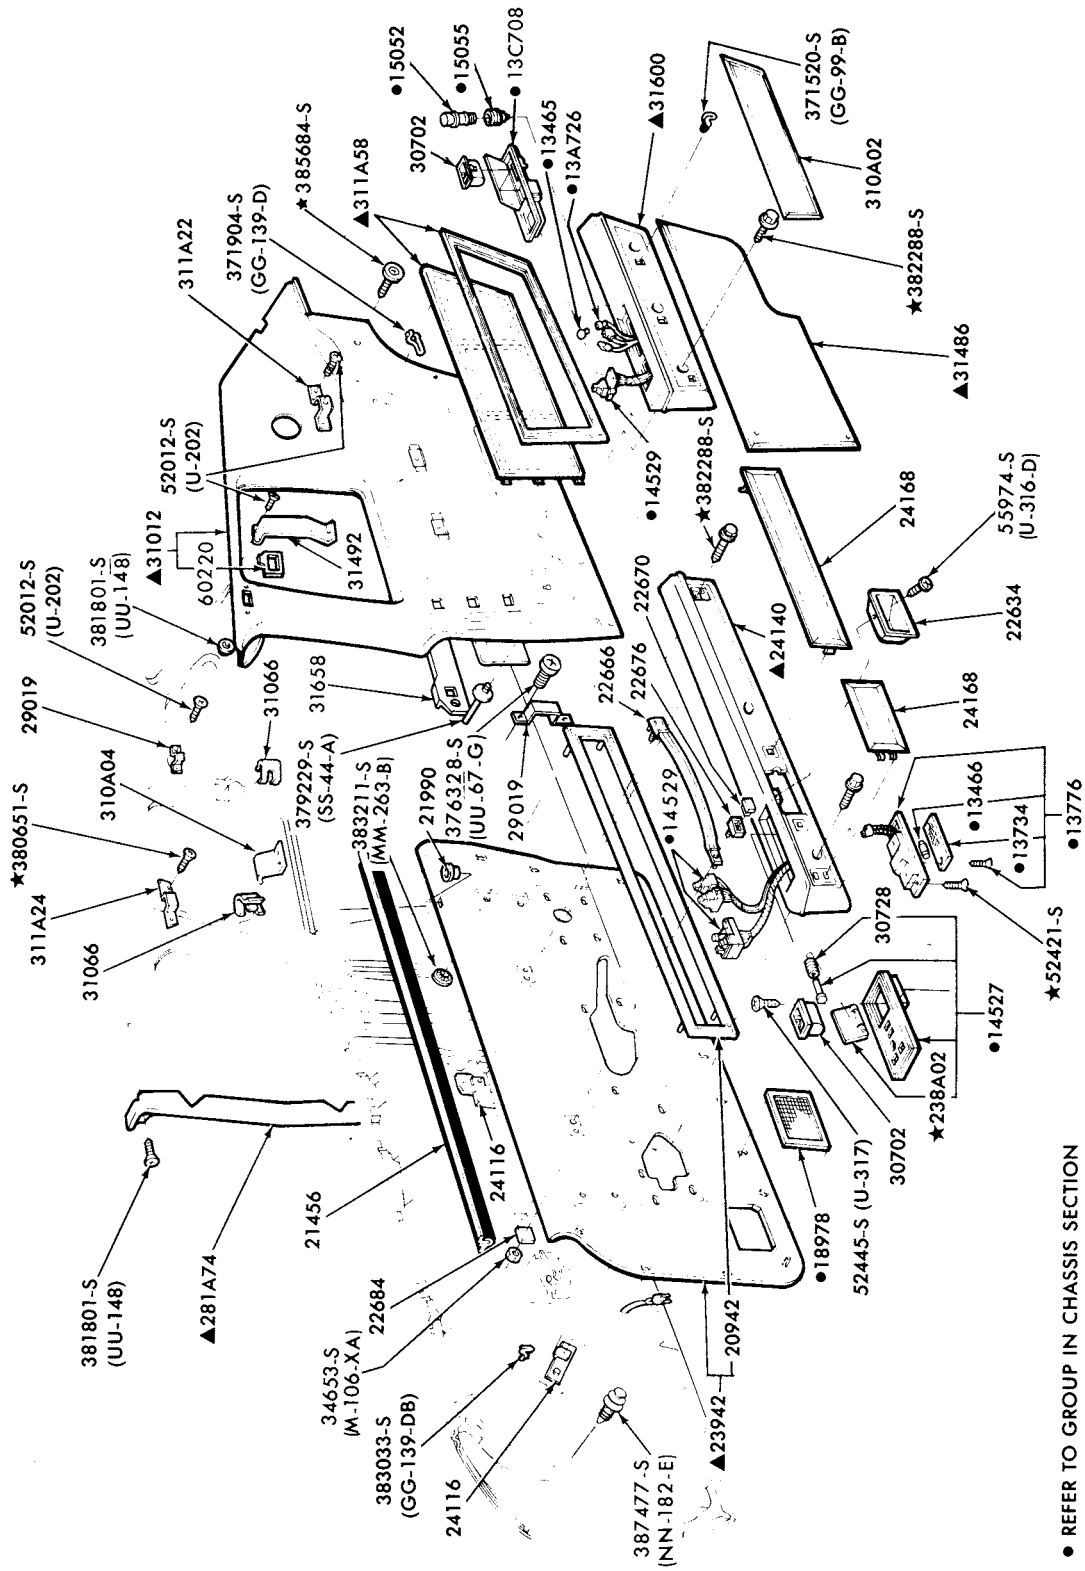 381801-S
(UU-148)
▲281A74
21456
22684
34653-S
(M-106-XA)
383033-S
(GG-139-DB)
24116
387477-S
(NN-182-E)
▲23942
20942
24116
31066
311A24
★380651-S
310A04
29019
52012-S
(U-202)
31066
381801-S
(UU-148)
▲31012
60220
31492
52012-S
(U-202)
311A22
371904-S
(GG-139-D)
★385684-S
▲311A58
30702
●15052
●15055
●13C708
●13465
●13A726
▲31600
371520-S
(GG-99-B)
310A02
★382288-S
▲31486
●14529
★382288-S
24168
55974-S
(U-316-D)
22634
31658
379229-S
(SS-44-A)
383211-S
(MM-263-B)
21990
376328-S
(UU-67-G)
29019
22666
22676
22670
▲24140
●14529
24168
●13466
●13734
●13776
★52421-S
30728
●14527
★238A02
30702
52445-S (U-317)
●18978
● REFER TO GROUP IN CHASSIS SECTION